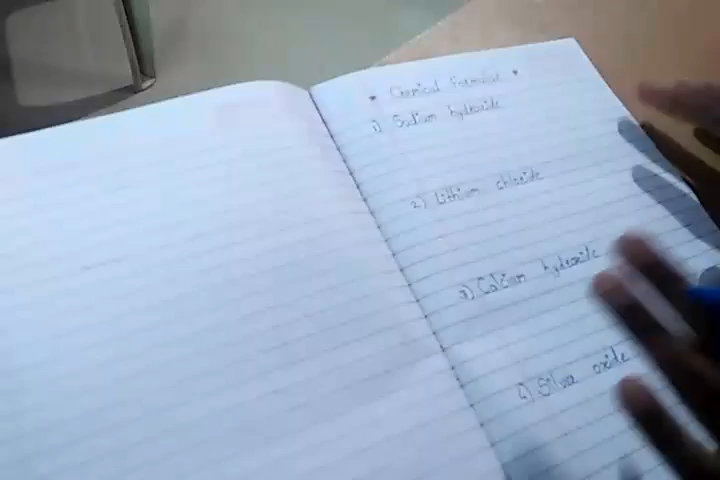 * Chemical Formulae *
1) Sodium hydroxide
2) Lithium chloride
3) Calcium hydroxide
4) Silver oxide